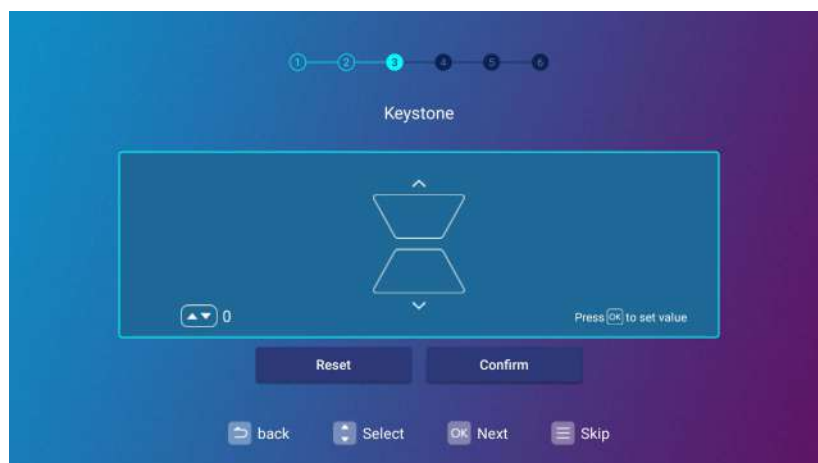 1 2 3 4 5 6
Keystone
0
Press OK to set value
Reset Confirm
back Select OK Next Skip